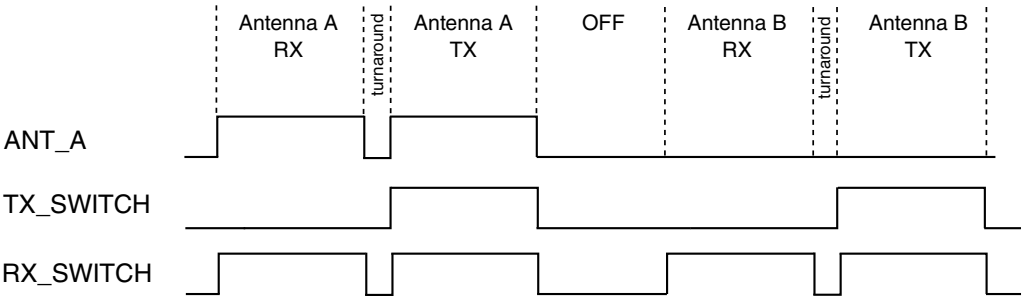 Antenna A
RX
turnaround
Antenna A
TX
OFF
Antenna B
RX
turnaround
Antenna B
TX
ANT_A
TX_SWITCH
RX_SWITCH